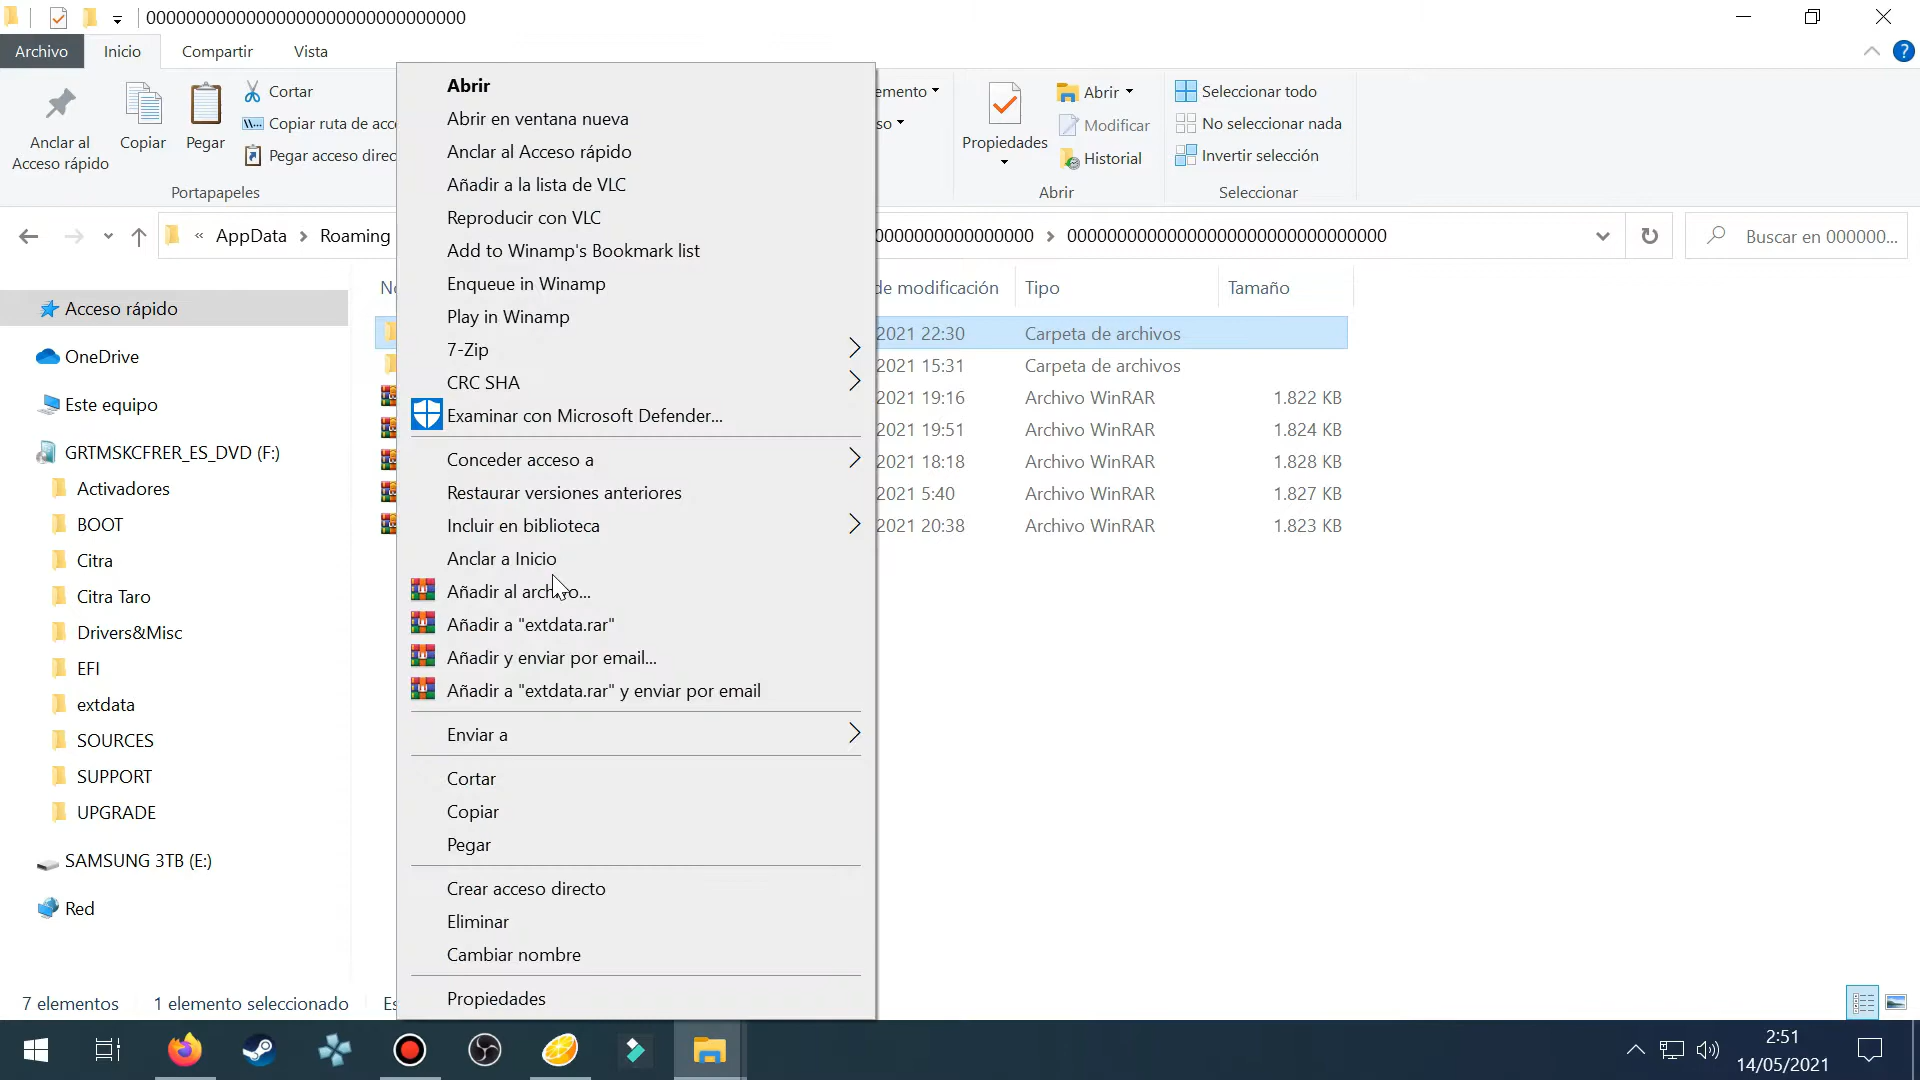 00000000000000000000000000000000
Archivo
Inicio
Compartir
Vista
Anclar al
Acceso rápido
Copiar
Pegar
Cortar
Copiar ruta de acc
Pegar acceso direc
Portapapeles
emento
so
Propiedades
Abrir
Modificar
Historial
Abrir
Seleccionar todo
No seleccionar nada
Invertir selección
Seleccionar
« AppData > Roaming
0000000000000000 > 00000000000000000000000000000000
Buscar en 000000...
de modificación
Tipo
Tamaño
2021 22:30 Carpeta de archivos
2021 15:31 Carpeta de archivos
2021 19:16 Archivo WinRAR 1.822 KB
2021 19:51 Archivo WinRAR 1.824 KB
2021 18:18 Archivo WinRAR 1.828 KB
2021 5:40 Archivo WinRAR 1.827 KB
2021 20:38 Archivo WinRAR 1.823 KB
Acceso rápido
OneDrive
Este equipo
GRTMSKCFRER_ES_DVD (F:)
Activadores
BOOT
Citra
Citra Taro
Drivers&Misc
EFI
extdata
SOURCES
SUPPORT
UPGRADE
SAMSUNG 3TB (E:)
Red
Abrir
Abrir en ventana nueva
Anclar al Acceso rápido
Añadir a la lista de VLC
Reproducir con VLC
Add to Winamp's Bookmark list
Enqueue in Winamp
Play in Winamp
7-Zip
CRC SHA
Examinar con Microsoft Defender...
Conceder acceso a
Restaurar versiones anteriores
Incluir en biblioteca
Anclar a Inicio
Añadir al archivo...
Añadir a "extdata.rar"
Añadir y enviar por email...
Añadir a "extdata.rar" y enviar por email
Enviar a
Cortar
Copiar
Pegar
Crear acceso directo
Eliminar
Cambiar nombre
Propiedades
7 elementos
1 elemento seleccionado
Es
2:51
14/05/2021